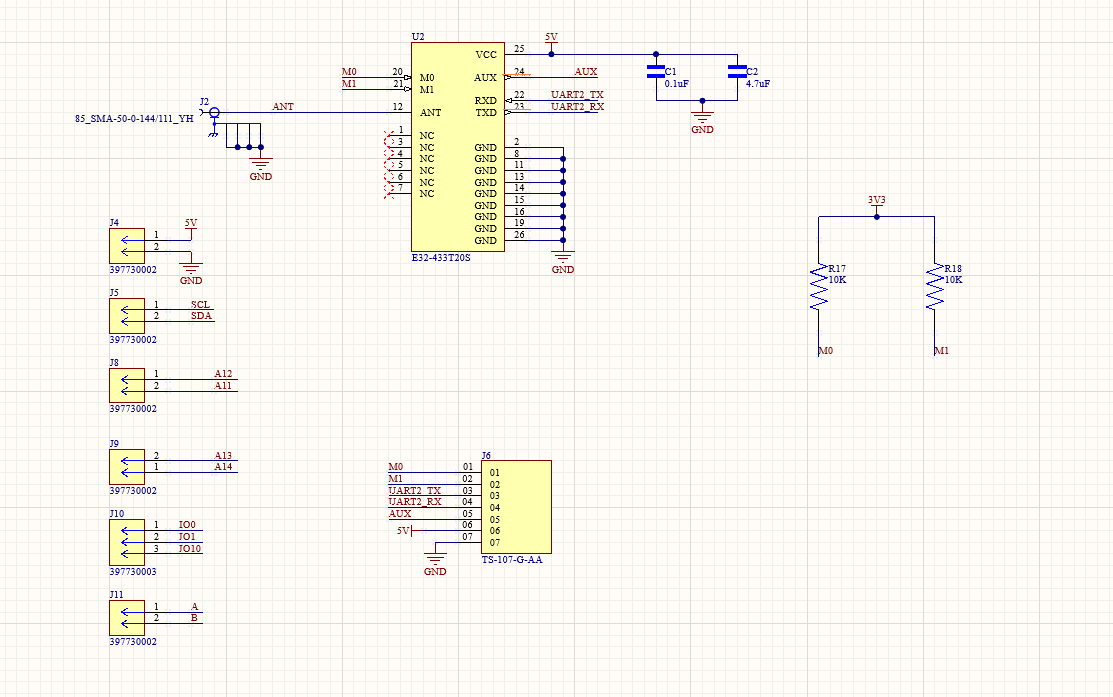 U2
5V
VCC 25
M0 20 M0
AUX 24 AUX
M1 21 M1
RXD 22 UART2_TX
TXD 23 UART2_RX
C1
0.1uF
C2
4.7uF
GND
J2
ANT 12 ANT
85_SMA-50-0-144/111_YH
GND
1 NC
3 NC
4 NC
5 NC
6 NC
7 NC
GND 2
GND 8
GND 11
GND 13
GND 14
GND 15
GND 16
GND 19
GND 26
E32-433T20S
GND
3V3
R17
10K
R18
10K
M0
M1
J4
5V
1
2
397730002
GND
J5
1 SCL
2 SDA
397730002
J8
1 A12
2 A11
397730002
J9
2 A13
1 A14
397730002
J10
1 IO0
2 IO1
3 IO10
397730003
J11
1 A
2 B
397730002
J6
M0 01 01
M1 02 02
UART2_TX 03 03
UART2_RX 04 04
AUX 05 05
5V 06 06
07 07
GND
TS-107-G-AA